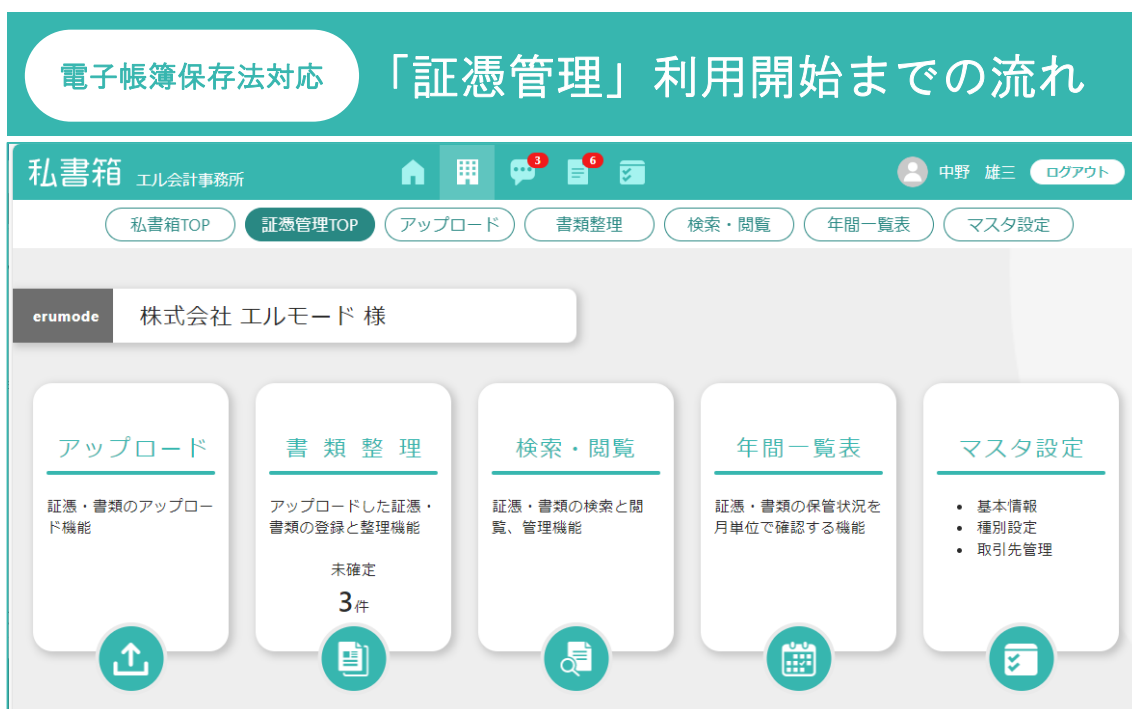 電子帳簿保存法対応
「証憑管理」利用開始までの流れ
私書箱 エル会計事務所
3
6
中野 雄三
ログアウト
私書箱TOP
証憑管理TOP
アップロード
書類整理
検索・閲覧
年間一覧表
マスタ設定
erumode
株式会社 エルモード 様
アップロード
証憑・書類のアップロー
ド機能
書類整理
アップロードした証憑・
書類の登録と整理機能
未確定
3件
検索・閲覧
証憑・書類の検索と閲
覧、管理機能
年間一覧表
証憑・書類の保管状況を
月単位で確認する機能
マスタ設定
• 基本情報
• 種別設定
• 取引先管理